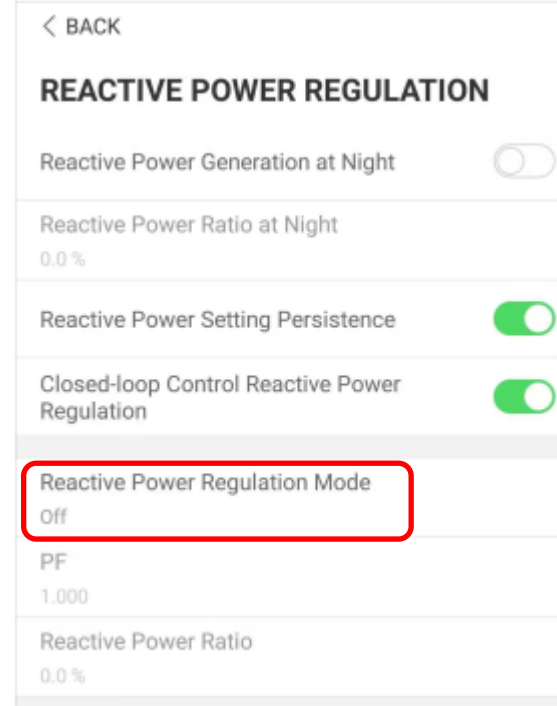 < BACK
REACTIVE POWER REGULATION
Reactive Power Generation at Night
Reactive Power Ratio at Night
0.0 %
Reactive Power Setting Persistence
Closed-loop Control Reactive Power
Regulation
Reactive Power Regulation Mode
Off
PF
1.000
Reactive Power Ratio
0.0 %